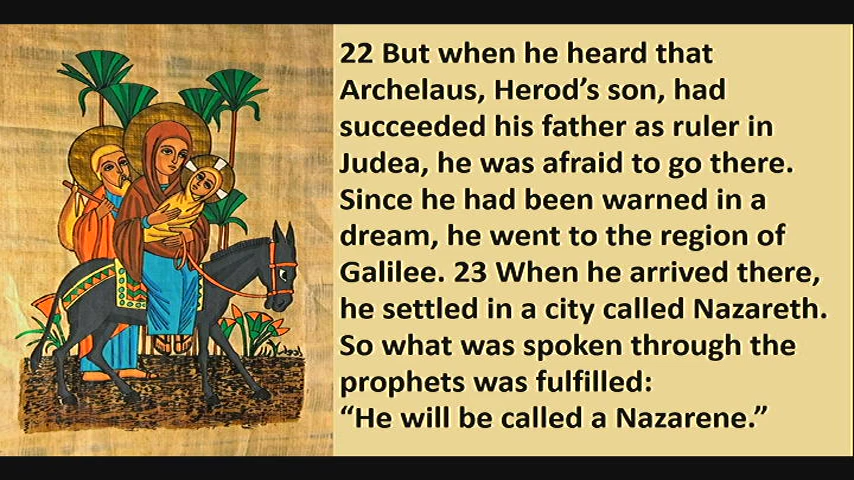 22 But when he heard that
Archelaus, Herod’s son, had
succeeded his father as ruler in
Judea, he was afraid to go there.
Since he had been warned in a
dream, he went to the region of
Galilee. 23 When he arrived there,
he settled in a city called Nazareth.
So what was spoken through the
prophets was fulfilled:
“He will be called a Nazarene.”